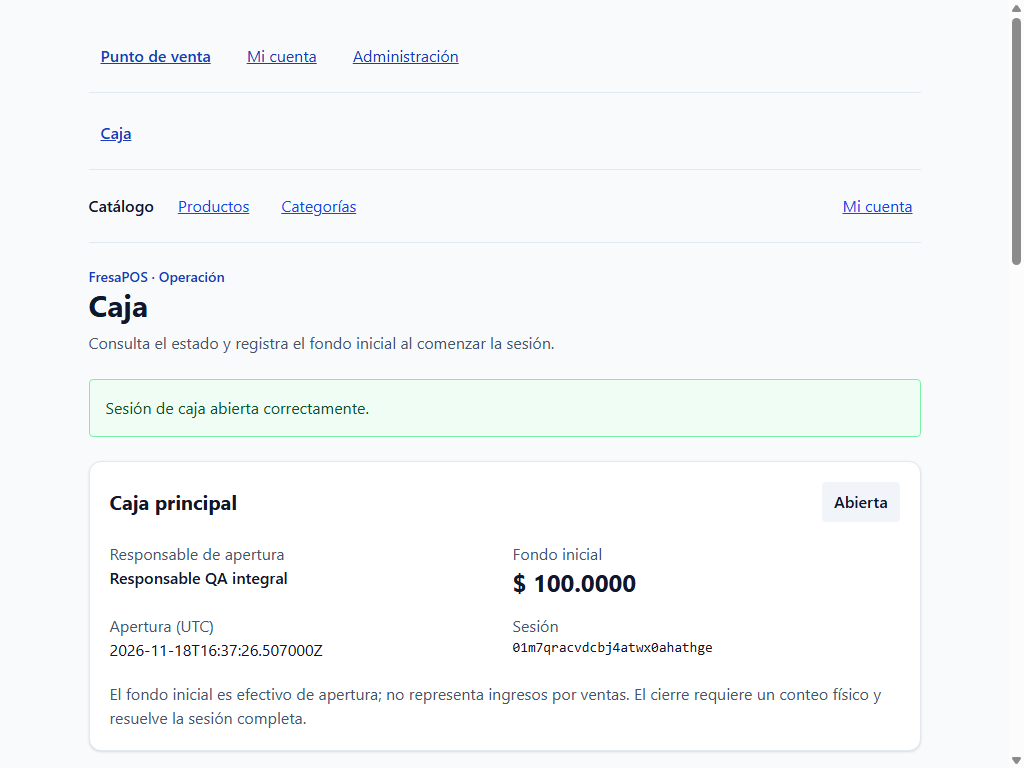 Punto de venta Mi cuenta Administración
Caja
Catálogo Productos Categorías Mi cuenta
FresaPOS · Operación
Caja
Consulta el estado y registra el fondo inicial al comenzar la sesión.
Sesión de caja abierta correctamente.
Caja principal Abierta
Responsable de apertura Fondo inicial
Responsable QA integral $ 100.0000
Apertura (UTC) Sesión
2026-11-18T16:37:26.507000Z 01m7qracvdcbj4atwx0ahathge
El fondo inicial es efectivo de apertura; no representa ingresos por ventas. El cierre requiere un conteo físico y
resuelve la sesión completa.